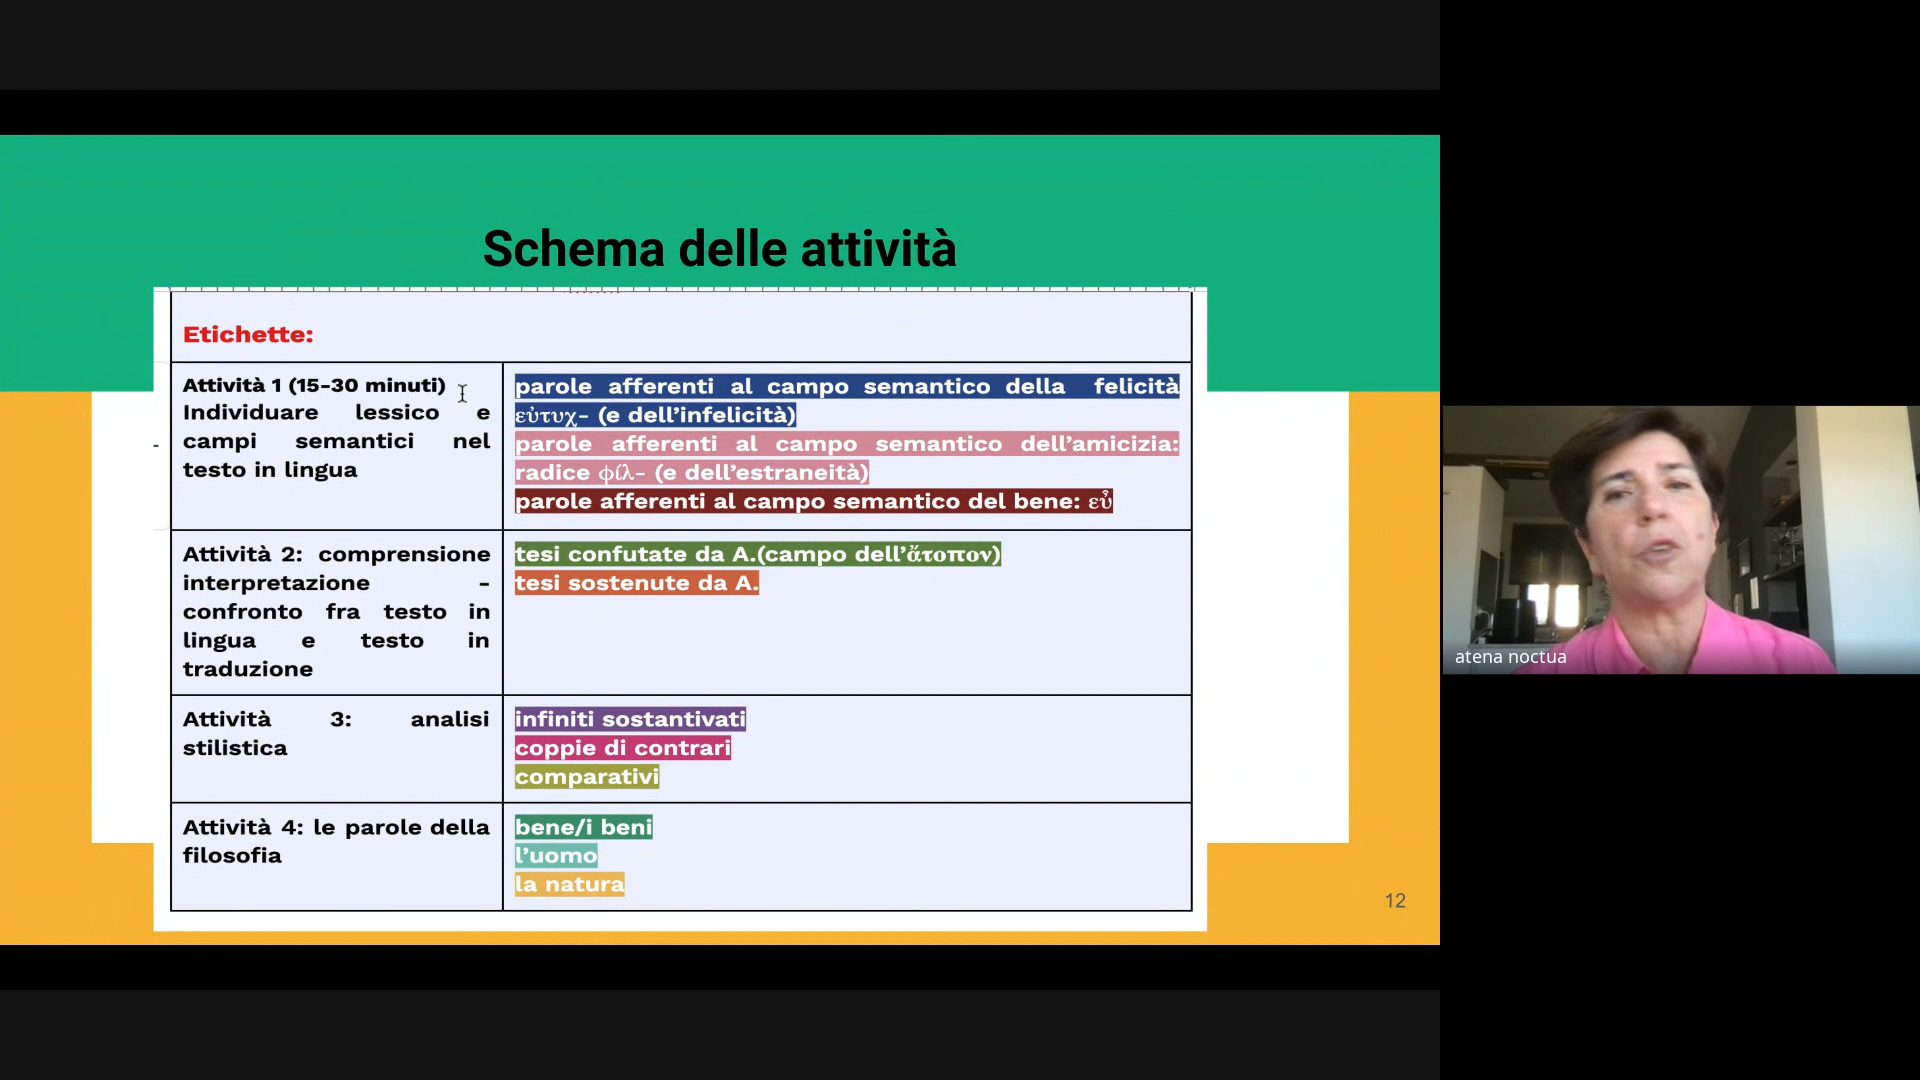 Schema delle attività
Etichette:
Attività 1 (15-30 minuti)
Individuare lessico e
campi semantici nel
testo in lingua
parole afferenti al campo semantico della felicità
εὐτυχ- (e dell’infelicità)
parole afferenti al campo semantico dell’amicizia:
radice φίλ- (e dell’estraneità)
parole afferenti al campo semantico del bene: εὖ
-
Attività 2: comprensione
interpretazione -
confronto fra testo in
lingua e testo in
traduzione
tesi confutate da A.(campo dell’ἄτοπον)
tesi sostenute da A.
Attività 3: analisi
stilistica
infiniti sostantivati
coppie di contrari
comparativi
Attività 4: le parole della
filosofia
bene/i beni
l’uomo
la natura
12
atena noctua